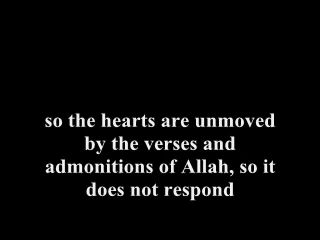 so the hearts are unmoved
by the verses and
admonitions of Allah, so it
does not respond